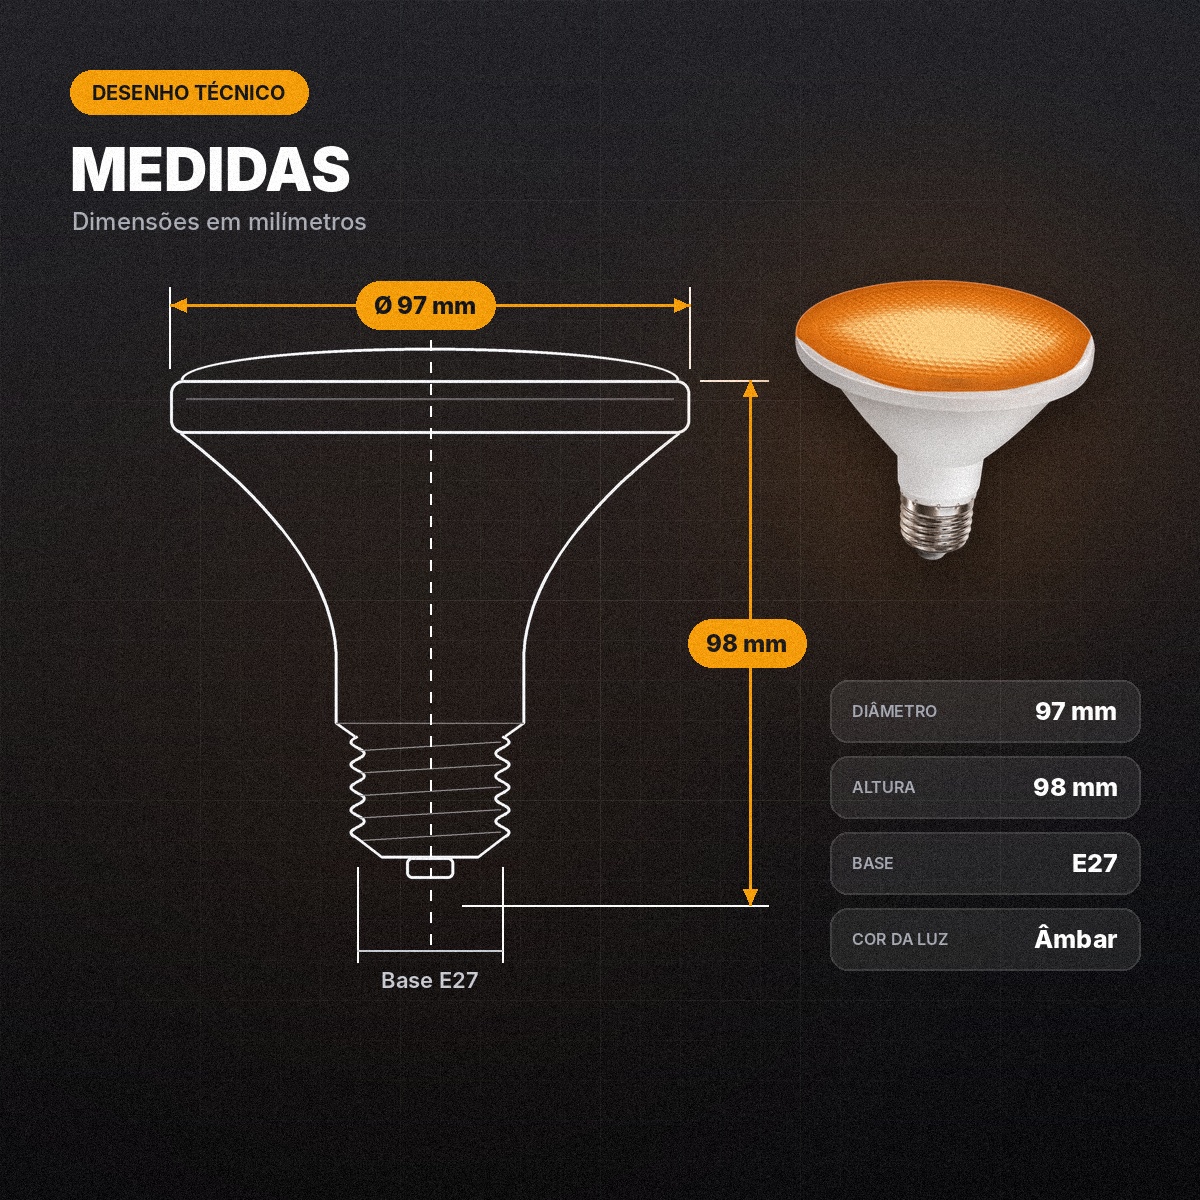 DESENHO TÉCNICO
MEDIDAS
Dimensões em milímetros
Ø 97 mm
98 mm
DIÂMETRO 97 mm
ALTURA 98 mm
BASE E27
COR DA LUZ Âmbar
Base E27